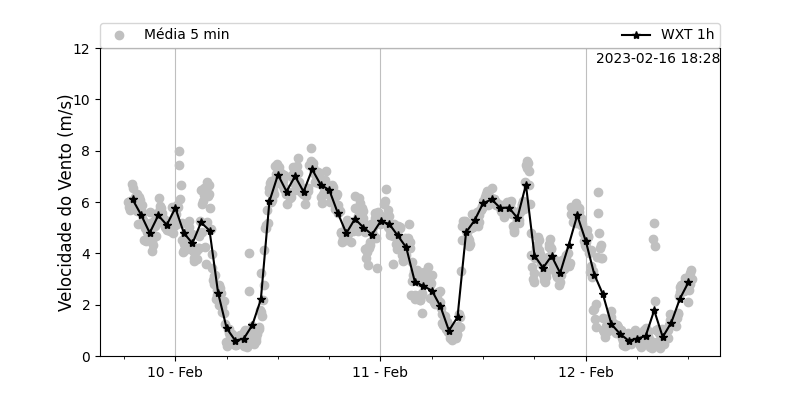 Média 5 min
WXT 1h
2023-02-16 18:28
Velocidade do Vento (m/s)
12
10
8
6
4
2
0
10 - Feb
11 - Feb
12 - Feb